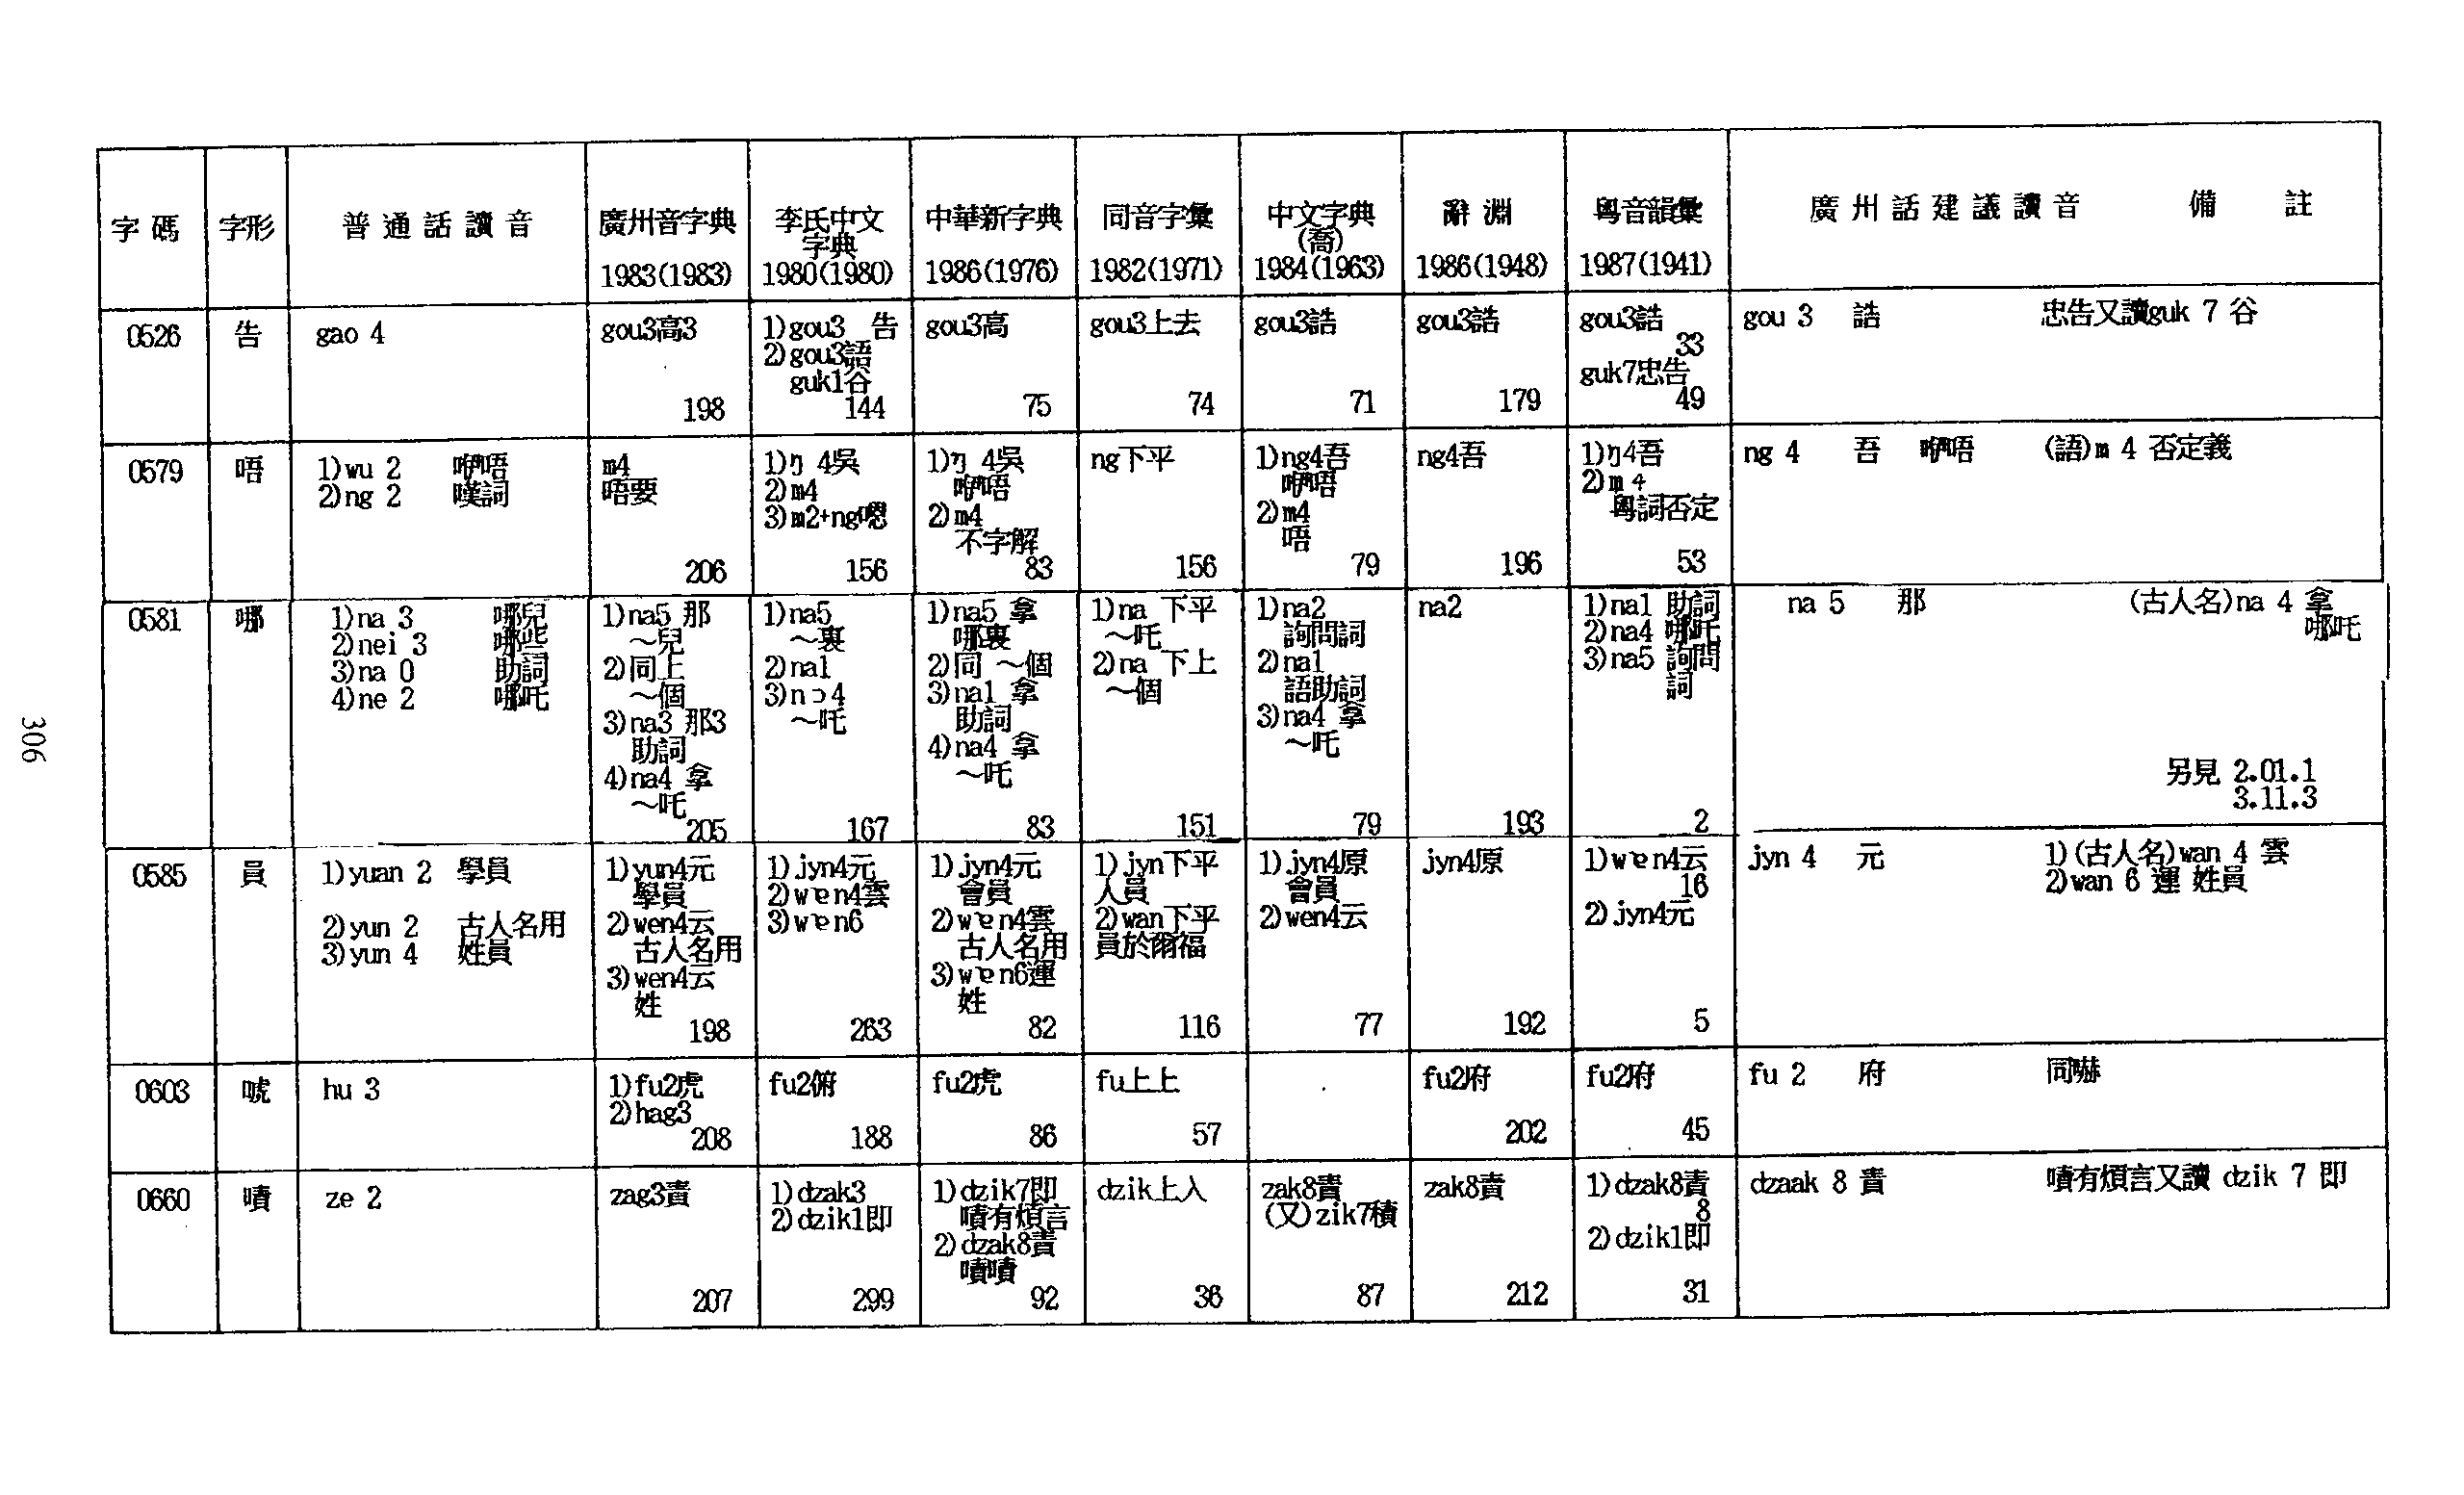 字碼
字形
普通話讀音
廣州音字典
1983(1983)
李氏中文
字典
1980(1980)
中華新字典
1986(1976)
同音字彙
1982(1971)
中文字典
(喬)
1984(1963)
辭淵
1986(1948)
粵音韻彙
1987(1941)
廣州話建議讀音
備註
0526
告
gao 4
gou3高3
198
1)gou3 告
2)gou3語
guk1谷
144
gou3高
75
gou3上去
74
gou3誥
71
gou3誥
179
gou3誥
33
guk7忠告
49
gou 3 誥
忠告又讀guk 7 谷
0579
唔
1)wu 2 咿唔
2)ng 2 嘆詞
m4
唔要
206
1)ŋ 4吳
2)m4
3)m2+ng嗯
156
1)ŋ 4吳
咿唔
2)m4
不字解
83
ng下平
156
1)ng4吾
咿唔
2)m4
唔
79
ng4吾
196
1)ŋ4吾
2)m 4
粵詞否定
53
ng 4 吾 咿唔
(語)m 4 否定義
0581
哪
1)na 3 哪兒
2)nei 3 哪些
3)na 0 助詞
4)ne 2 哪吒
1)na5 那
～兒
2)同上
～個
3)na3 那3
助詞
4)na4 拿
～吒
205
1)na5
～裏
2)na1
3)nɔ4
～吒
167
1)na5 拿
哪裏
2)同 ～個
3)na1 拿
助詞
4)na4 拿
～吒
83
1)na 下平
～吒
2)na 下上
～個
151
1)na2
詢問詞
2)na1
語助詞
3)na4 拿
～吒
79
na2
193
1)na1 助詞
2)na4 哪吒
3)na5 詢問
詞
2
na 5 那
(古人名)na 4 拿
哪吒
另見 2.01.1
3.11.3
0585
員
1)yuan 2 學員
2)yun 2 古人名用
3)yun 4 姓員
1)yun4元
學員
2)wen4云
古人名用
3)wen4云
姓
198
1)jyn4元
2)wɐn4雲
3)wɐn6
263
1)jyn4元
會員
2)wɐn4雲
古人名用
3)wɐn6運
姓
82
1)jyn下平
人員
2)wan下平
員於爾福
116
1)jyn4原
會員
2)wen4云
77
jyn4原
192
1)wɐn4云
16
2)jyn4元
5
jyn 4 元
1)(古人名)wan 4 雲
2)wan 6 運 姓員
0603
唬
hu 3
1)fu2虎
2)hag3
208
fu2俯
188
fu2虎
86
fu上上
57
fu2府
202
fu2府
45
fu 2 府
同嚇
0660
嘖
ze 2
zag3責
207
1)dzak3
2)dzik1即
299
1)dzik7即
嘖有煩言
2)dzak8責
嘖嘖
92
dzik上入
36
zak8責
(又)zik7積
87
zak8責
212
1)dzak8責
8
2)dzik1即
31
dzaak 8 責
嘖有煩言又讀 dzik 7 即
306